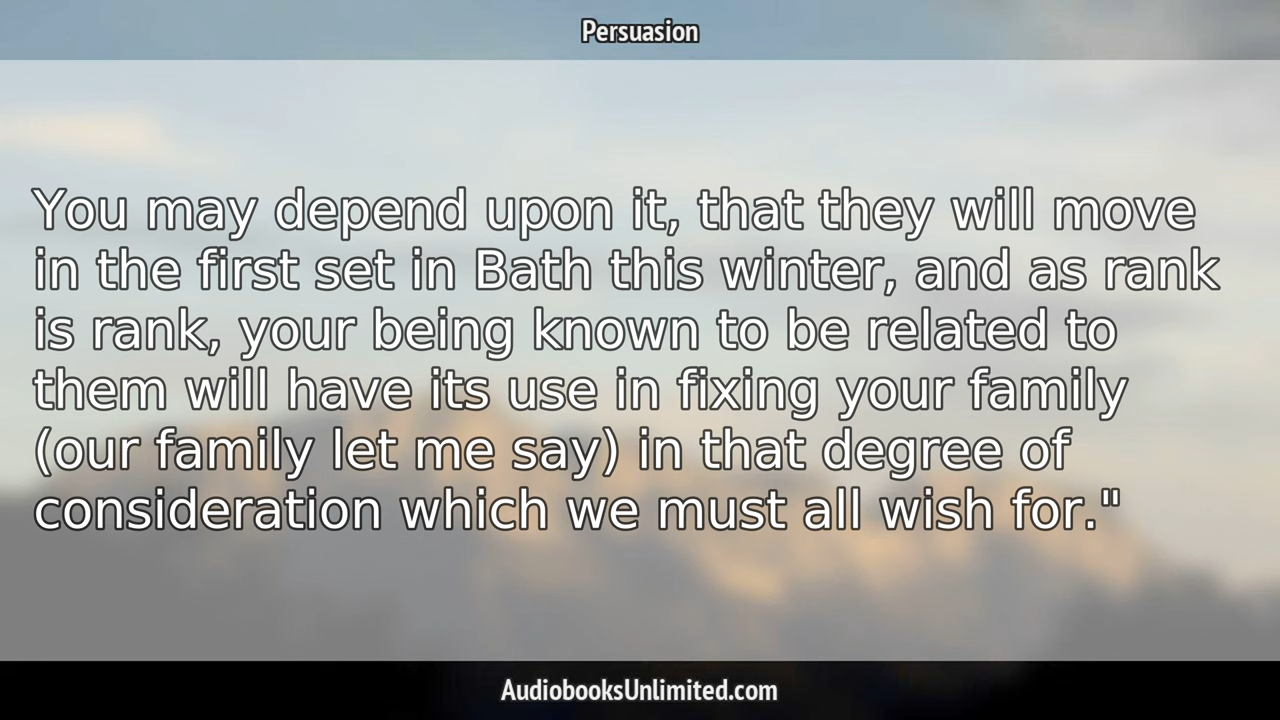 Persuasion
You may depend upon it, that they will move
in the first set in Bath this winter, and as rank
is rank, your being known to be related to
them will have its use in fixing your family
(our family let me say) in that degree of
consideration which we must all wish for."
AudiobooksUnlimited.com